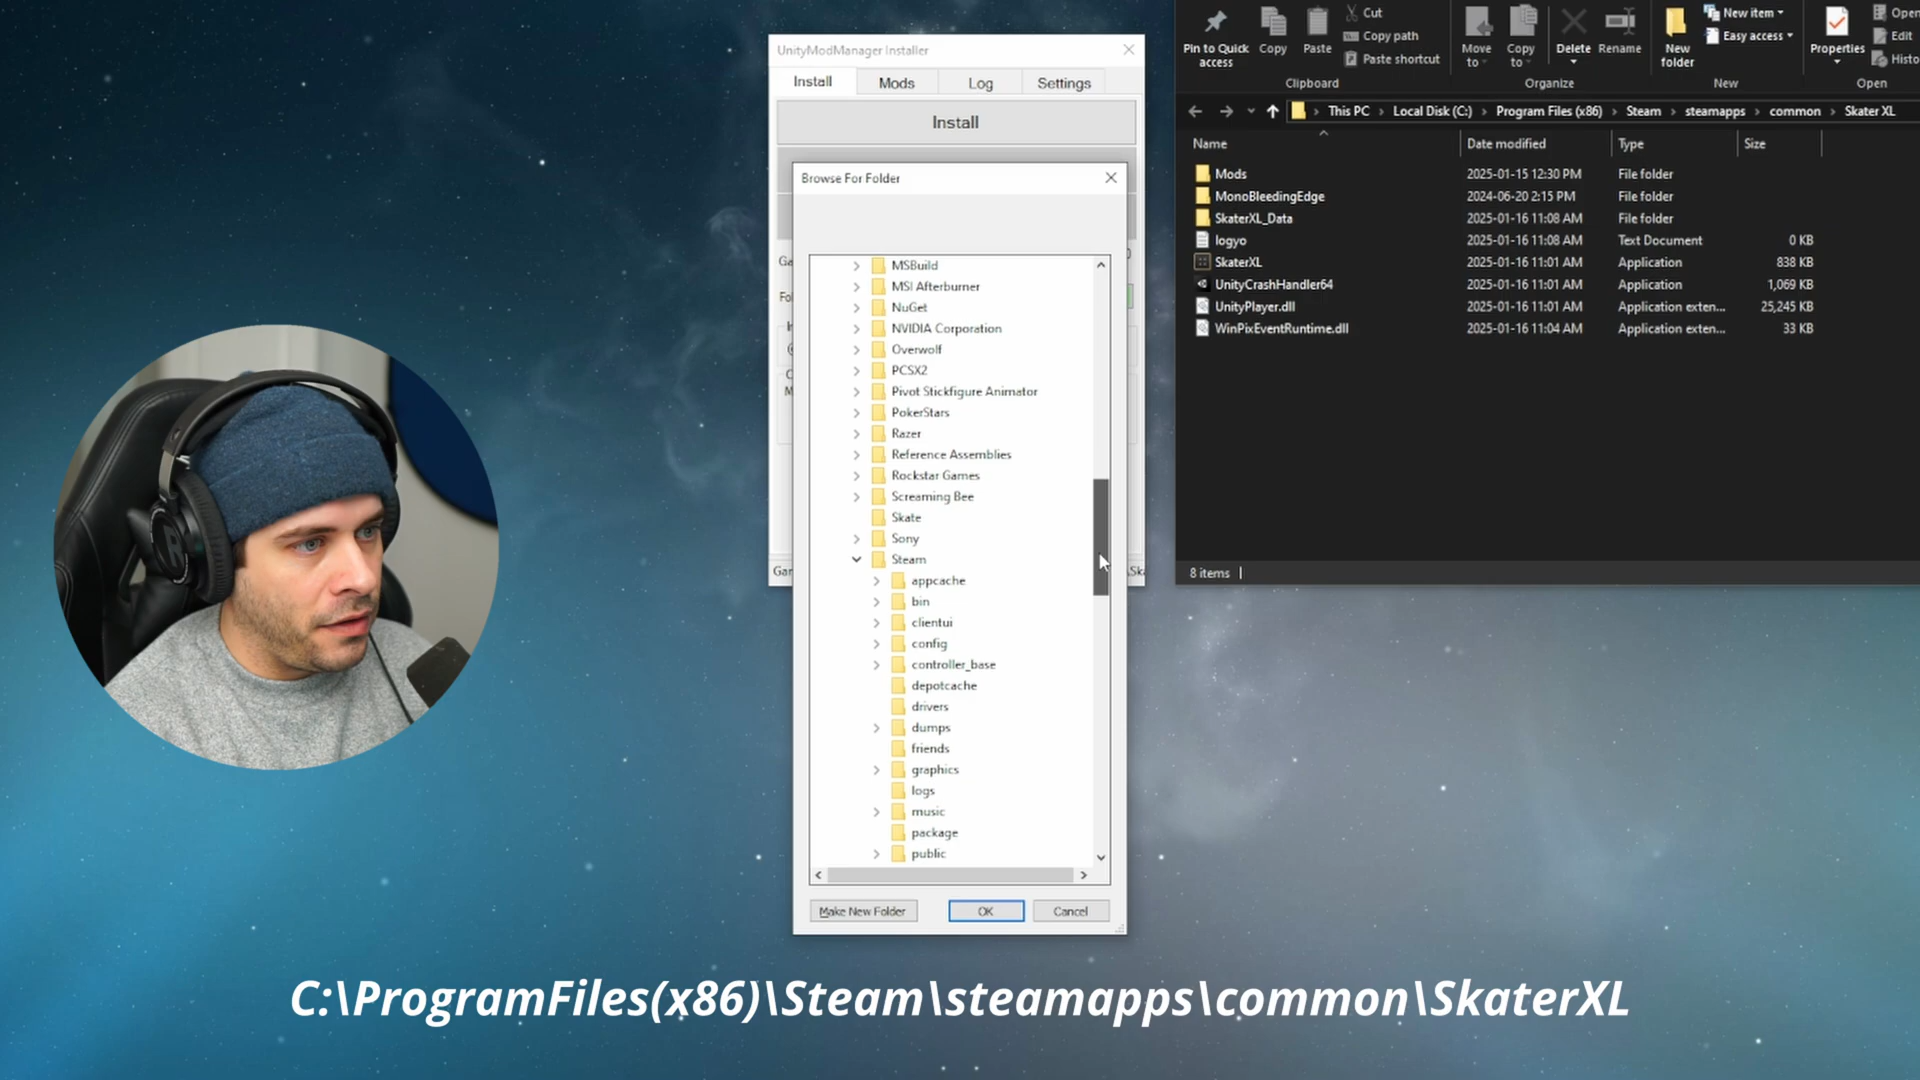 UnityModManager Installer
Install
Mods
Log
Settings
Install
Browse For Folder
MSBuild
MSI Afterburner
NuGet
NVIDIA Corporation
Overwolf
PCSX2
Pivot Stickfigure Animator
PokerStars
Razer
Reference Assemblies
Rockstar Games
Screaming Bee
Skate
Sony
Steam
appcache
bin
clientui
config
controller_base
depotcache
drivers
dumps
friends
graphics
logs
music
package
public
Make New Folder
OK
Cancel
Pin to Quick access
Copy
Paste
Cut
Copy path
Paste shortcut
Clipboard
Move to
Copy to
Delete
Rename
Organize
New folder
New item
Easy access
New
Properties
Edit
Open
This PC > Local Disk (C:) > Program Files (x86) > Steam > steamapps > common > Skater XL
Name Date modified Type Size
Mods 2025-01-15 12:30 PM File folder
MonoBleedingEdge 2024-06-20 2:15 PM File folder
SkaterXL_Data 2025-01-16 11:08 AM File folder
logyo 2025-01-16 11:08 AM Text Document 0 KB
SkaterXL 2025-01-16 11:01 AM Application 838 KB
UnityCrashHandler64 2025-01-16 11:01 AM Application 1,069 KB
UnityPlayer.dll 2025-01-16 11:01 AM Application exten... 25,245 KB
WinPixEventRuntime.dll 2025-01-16 11:04 AM Application exten... 33 KB
8 items
C:\ProgramFiles(x86)\Steam\steamapps\common\SkaterXL